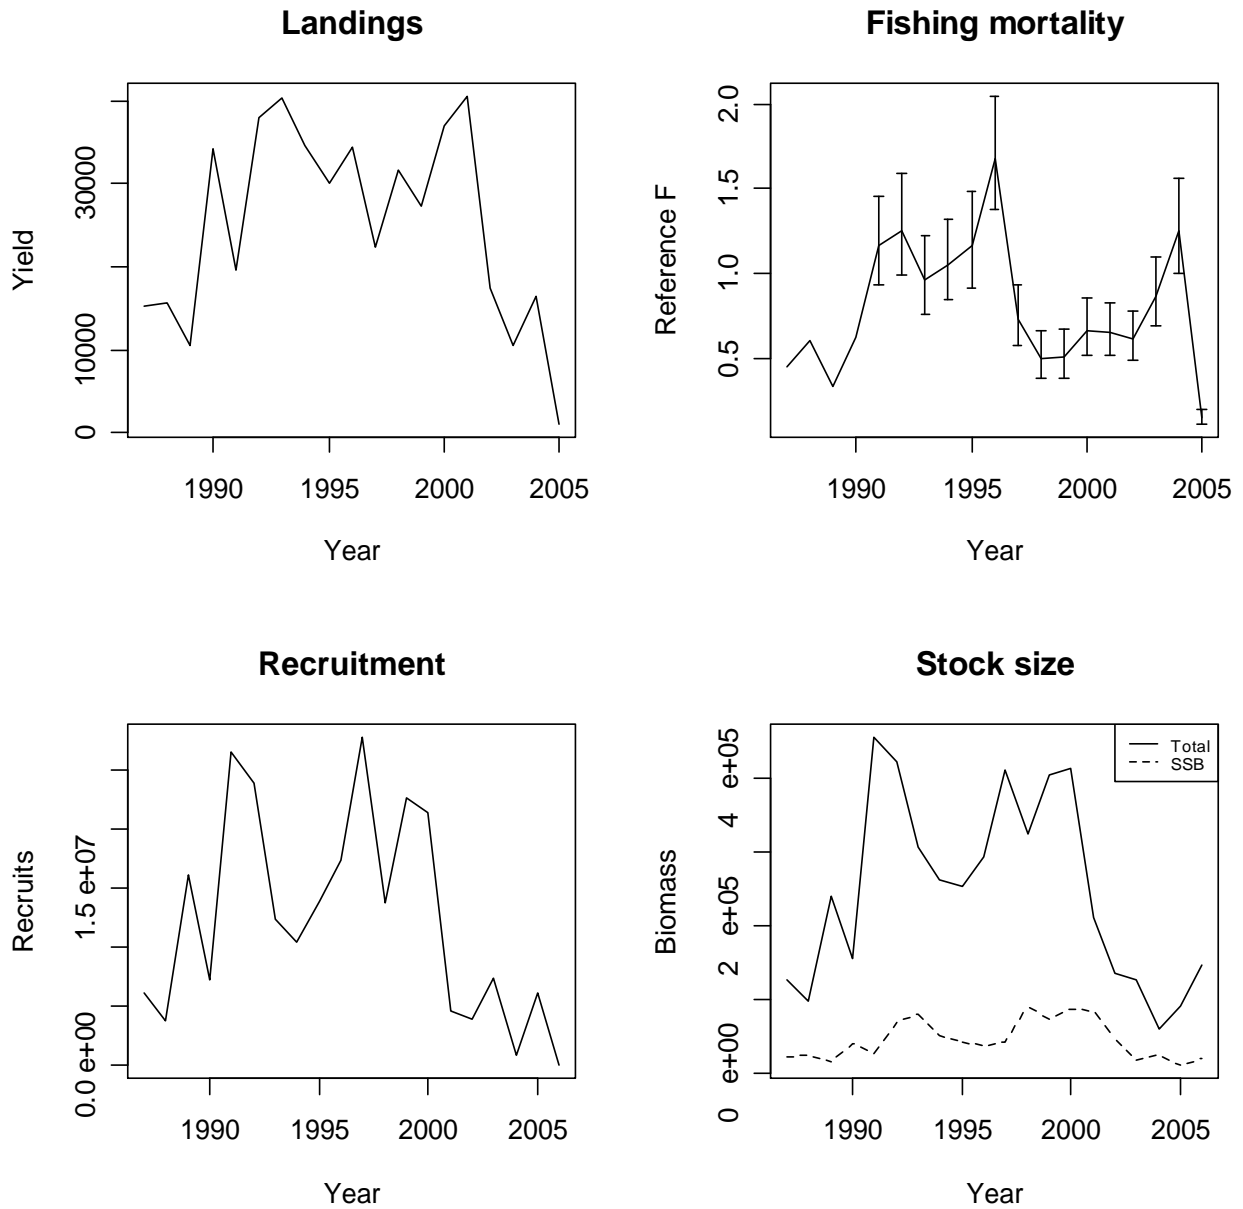 Landings
Yield
0
10000
30000
1990
1995
2000
2005
Year
Fishing mortality
Reference F
0.5
1.0
1.5
2.0
1990
1995
2000
2005
Year
Recruitment
Recruits
0.0 e+00
1.5 e+07
1990
1995
2000
2005
Year
Stock size
Biomass
0 e+00
2 e+05
4 e+05
Total
SSB
1990
1995
2000
2005
Year